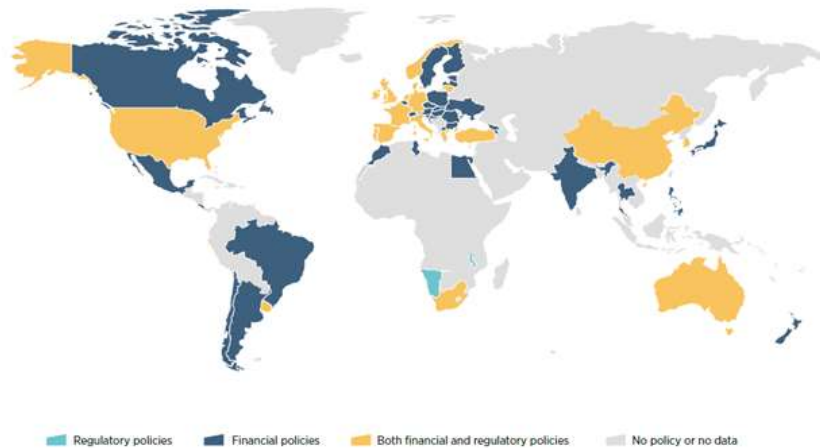 Regulatory policies Financial policies Both financial and regulatory policies No policy or no data